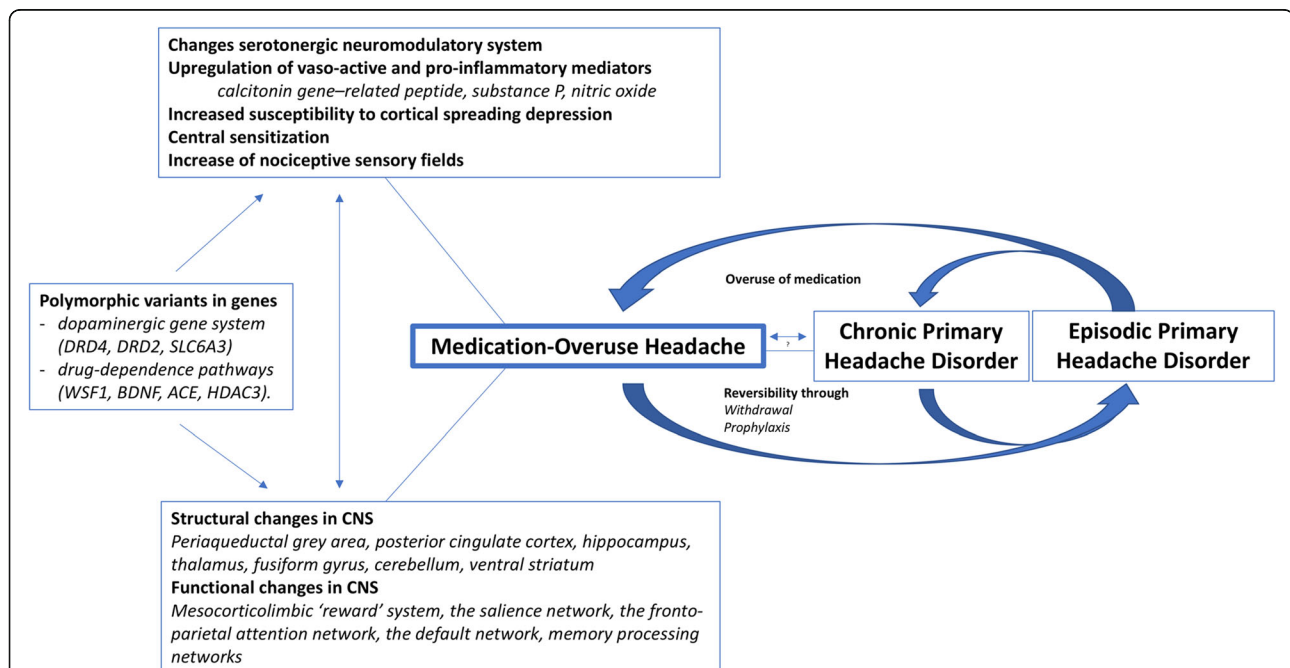 Changes serotonergic neuromodulatory system
Upregulation of vaso-active and pro-inflammatory mediators
calcitonin gene–related peptide, substance P, nitric oxide
Increased susceptibility to cortical spreading depression
Central sensitization
Increase of nociceptive sensory fields
Polymorphic variants in genes
- dopaminergic gene system
(DRD4, DRD2, SLC6A3)
- drug-dependence pathways
(WSF1, BDNF, ACE, HDAC3).
Overuse of medication
Medication-Overuse Headache
?
Chronic Primary
Headache Disorder
Episodic Primary
Headache Disorder
Reversibility through
Withdrawal
Prophylaxis
Structural changes in CNS
Periaqueductal grey area, posterior cingulate cortex, hippocampus,
thalamus, fusiform gyrus, cerebellum, ventral striatum
Functional changes in CNS
Mesocorticolimbic ‘reward’ system, the salience network, the fronto-
parietal attention network, the default network, memory processing
networks